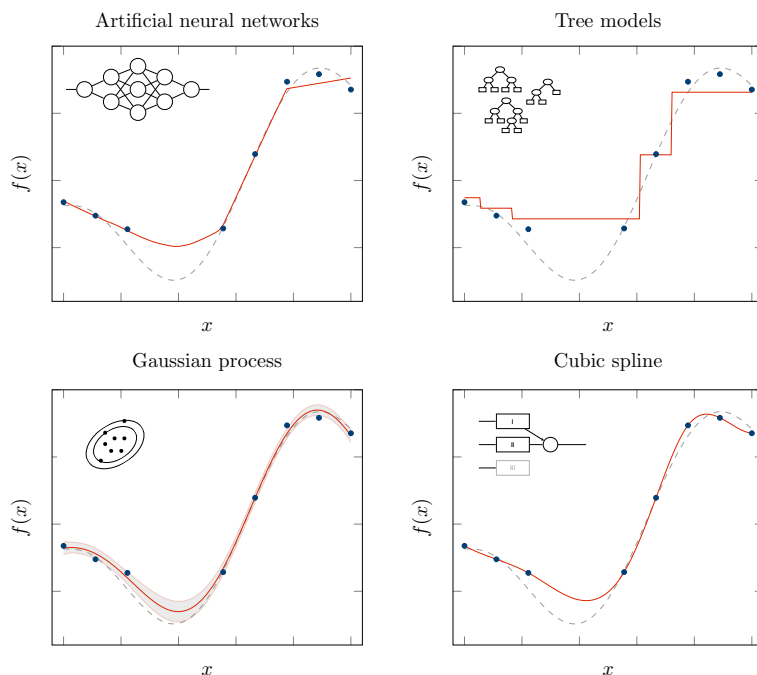 Artificial neural networks
Tree models
f(x)
f(x)
x
x
Gaussian process
Cubic spline
I
II
III
f(x)
f(x)
x
x